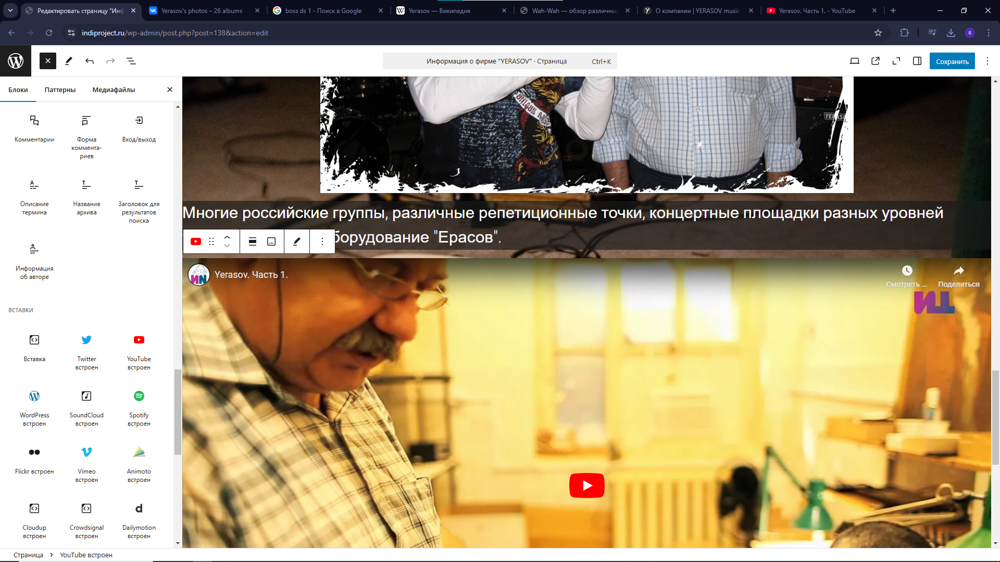 Редактировать страницу "Инф
Yerasov's photos – 26 albums
boss ds 1 - Поиск в Google
Yerasov — Википедия
Wah-Wah — обзор различны
О компании | YERASOV music
Yerasov. Часть 1. - YouTube
indiproject.ru/wp-admin/post.php?post=138&action=edit
s
Информация о фирме "YERASOV" · Страница
Ctrl+K
Сохранить
Блоки
Паттерны
Медиафайлы
Комментарии
Форма
коммента-
риев
Вход/выход
Описание
термина
Название
архива
Заголовок для
результатов
поиска
Информация
об авторе
ВСТАВКИ
Вставка
Twitter
встроен
YouTube
встроен
WordPress
встроен
SoundCloud
встроен
Spotify
встроен
Flickr встроен
Vimeo
встроен
Animoto
встроен
Cloudup
встроен
Crowdsignal
встроен
Dailymotion
встроен
UNIQUE
YERAS
Многие российские группы, различные репетиционные точки, концертные площадки разных уровней
борудование "Ерасов".
Yerasov. Часть 1.
Смотреть ...
Поделиться
Страница
YouTube встроен